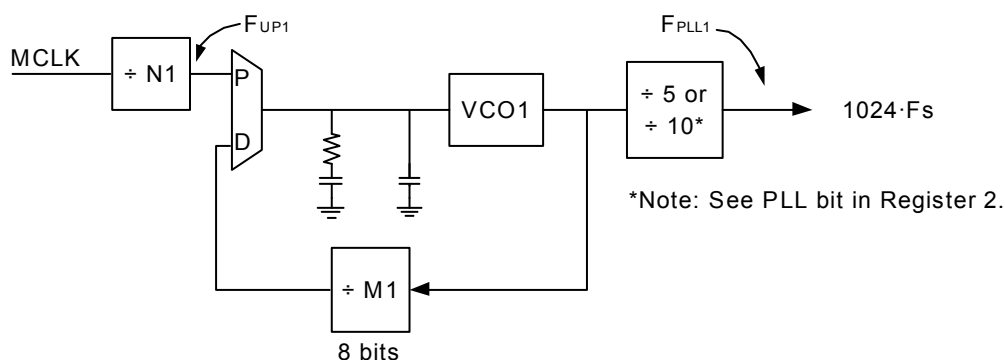 FUP1
FPLL1
MCLK
÷ N1
P
D
VCO1
÷ 5 or
÷ 10*
1024·Fs
*Note: See PLL bit in Register 2.
÷ M1
8 bits